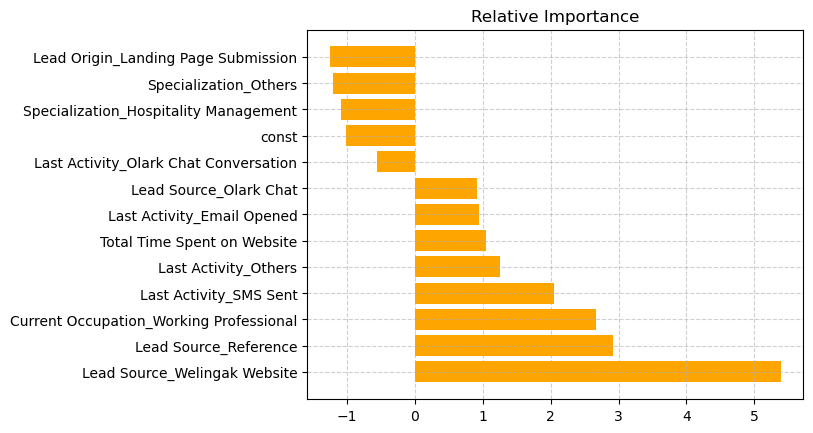 Relative Importance
Lead Origin_Landing Page Submission
Specialization_Others
Specialization_Hospitality Management
const
Last Activity_Olark Chat Conversation
Lead Source_Olark Chat
Last Activity_Email Opened
Total Time Spent on Website
Last Activity_Others
Last Activity_SMS Sent
Current Occupation_Working Professional
Lead Source_Reference
Lead Source_Welingak Website
−1 0 1 2 3 4 5